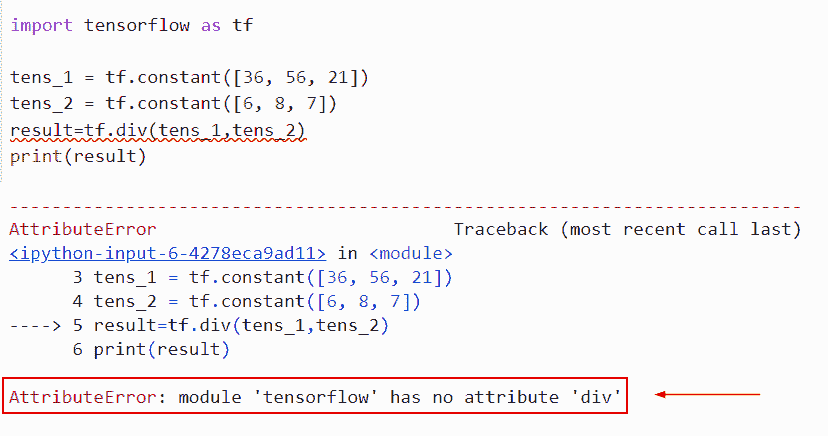 import tensorflow as tf
tens_1 = tf.constant([36, 56, 21])
tens_2 = tf.constant([6, 8, 7])
result=tf.div(tens_1,tens_2)
print(result)
---------------------------------------------------------------------------
AttributeError                            Traceback (most recent call last)
<ipython-input-6-4278eca9ad11> in <module>
      3 tens_1 = tf.constant([36, 56, 21])
      4 tens_2 = tf.constant([6, 8, 7])
----> 5 result=tf.div(tens_1,tens_2)
      6 print(result)
AttributeError: module 'tensorflow' has no attribute 'div'